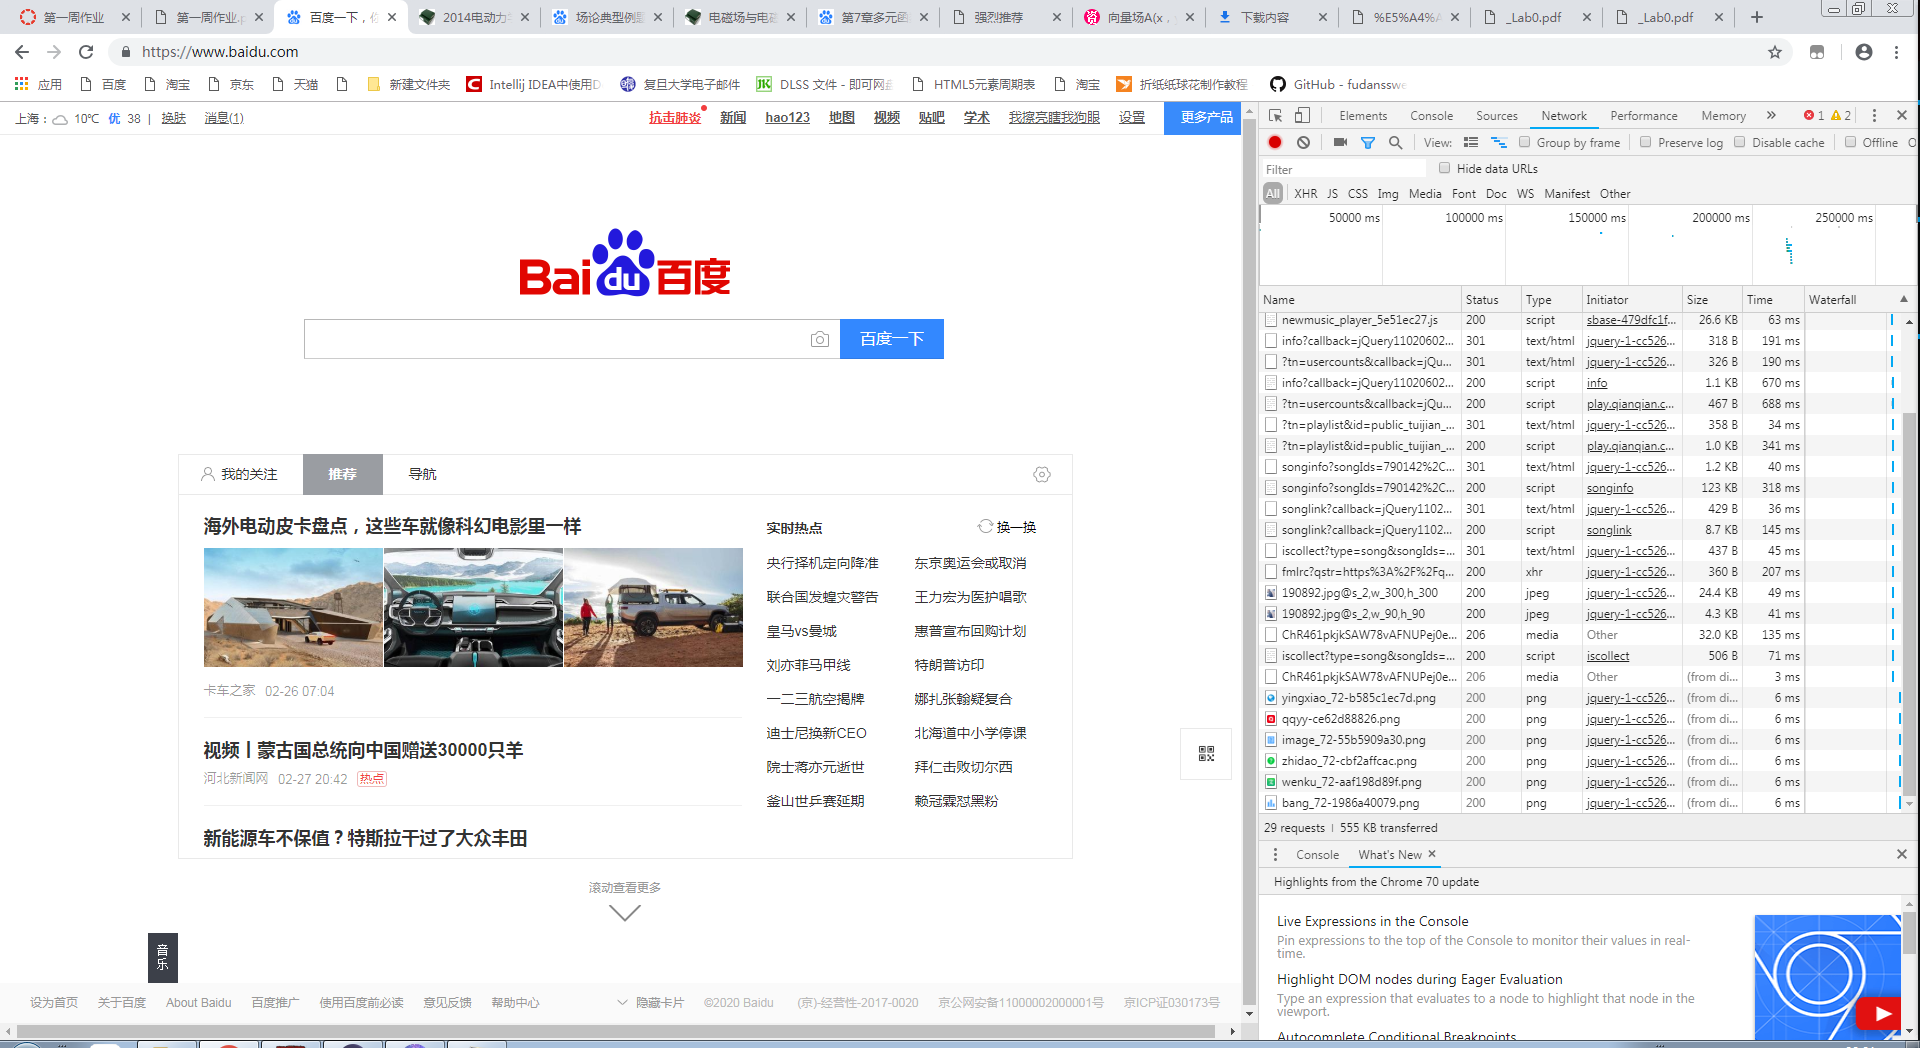 第一周作业
第一周作业.p
百度一下，你
2014电动力学
场论典型例题
电磁场与电磁
第7章多元函
强烈推荐
向量场A(x，
下载内容
%E5%A4%A
_Lab0.pdf
_Lab0.pdf
https://www.baidu.com
应用 百度 淘宝 京东 天猫 新建文件夹 Intellij IDEA中使用D 复旦大学电子邮件 DLSS 文件 - 即可网盘 HTML5元素周期表 淘宝 折纸纸球花制作教程 GitHub - fudansswe
上海： 10℃ 优 38 | 换肤 消息(1)
抗击肺炎 新闻 hao123 地图 视频 贴吧 学术 我擦亮瞎我狗眼 设置 更多产品
Baidu百度
百度一下
我的关注 推荐 导航
海外电动皮卡盘点，这些车就像科幻电影里一样
卡车之家 02-26 07:04
视频丨蒙古国总统向中国赠送30000只羊
河北新闻网 02-27 20:42 热点
新能源车不保值？特斯拉干过了大众丰田
实时热点 换一换
央行择机定向降准 东京奥运会或取消
联合国发蝗灾警告 王力宏为医护唱歌
皇马vs曼城 惠普宣布回购计划
刘亦菲马甲线 特朗普访印
一二三航空揭牌 娜扎张翰疑复合
迪士尼换新CEO 北海道中小学停课
院士蒋亦元逝世 拜仁击败切尔西
釜山世乒赛延期 赖冠霖怼黑粉
滚动查看更多
音乐
设为首页 关于百度 About Baidu 百度推广 使用百度前必读 意见反馈 帮助中心 隐藏卡片 ©2020 Baidu (京)-经营性-2017-0020 京公网安备11000002000001号 京ICP证030173号
Elements Console Sources Network Performance Memory » 1 2
View: Group by frame Preserve log Disable cache Offline O
Filter Hide data URLs
All XHR JS CSS Img Media Font Doc WS Manifest Other
50000 ms 100000 ms 150000 ms 200000 ms 250000 ms
Name Status Type Initiator Size Time Waterfall
newmusic_player_5e51ec27.js 200 script sbase-479dfc1f... 26.6 KB 63 ms
info?callback=jQuery11020602... 301 text/html jquery-1-cc526... 318 B 191 ms
?tn=usercounts&callback=jQu... 301 text/html jquery-1-cc526... 326 B 190 ms
info?callback=jQuery11020602... 200 script info 1.1 KB 670 ms
?tn=usercounts&callback=jQu... 200 script play.qianqian.c... 467 B 688 ms
?tn=playlist&id=public_tuijian_... 301 text/html jquery-1-cc526... 358 B 34 ms
?tn=playlist&id=public_tuijian_... 200 script play.qianqian.c... 1.0 KB 341 ms
songinfo?songIds=790142%2C... 301 text/html jquery-1-cc526... 1.2 KB 40 ms
songinfo?songIds=790142%2C... 200 script songinfo 123 KB 318 ms
songlink?callback=jQuery1102... 301 text/html jquery-1-cc526... 429 B 36 ms
songlink?callback=jQuery1102... 200 script songlink 8.7 KB 145 ms
iscollect?type=song&songIds=... 301 text/html jquery-1-cc526... 437 B 45 ms
fmlrc?qstr=https%3A%2F%2Fq... 200 xhr jquery-1-cc526... 360 B 207 ms
190892.jpg@s_2,w_300,h_300 200 jpeg jquery-1-cc526... 24.4 KB 49 ms
190892.jpg@s_2,w_90,h_90 200 jpeg jquery-1-cc526... 4.3 KB 41 ms
ChR461pkjkSAW78vAFNUPej0e... 206 media Other 32.0 KB 135 ms
iscollect?type=song&songIds=... 200 script iscollect 506 B 71 ms
ChR461pkjkSAW78vAFNUPej0e... 206 media Other (from di... 3 ms
yingxiao_72-b585c1ec7d.png 200 png jquery-1-cc526... (from di... 6 ms
qqyy-ce62d88826.png 200 png jquery-1-cc526... (from di... 6 ms
image_72-55b5909a30.png 200 png jquery-1-cc526... (from di... 6 ms
zhidao_72-cbf2affcac.png 200 png jquery-1-cc526... (from di... 6 ms
wenku_72-aaf198d89f.png 200 png jquery-1-cc526... (from di... 6 ms
bang_72-1986a40079.png 200 png jquery-1-cc526... (from di... 6 ms
29 requests | 555 KB transferred
Console What's New
Highlights from the Chrome 70 update
Live Expressions in the Console
Pin expressions to the top of the Console to monitor their values in real-
time.
Highlight DOM nodes during Eager Evaluation
Type an expression that evaluates to a node to highlight that node in the
viewport.
Autocomplete Conditional Breakpoints